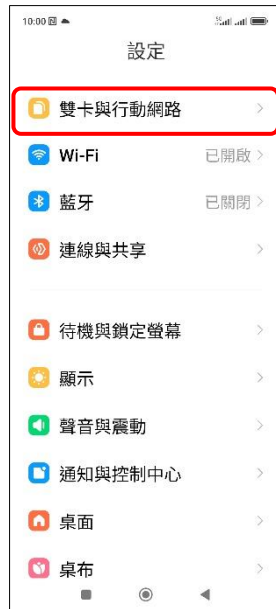 10:00
設定
雙卡與行動網路
Wi-Fi 已開啟
藍牙 已關閉
連線與共享
待機與鎖定螢幕
顯示
聲音與震動
通知與控制中心
桌面
桌布